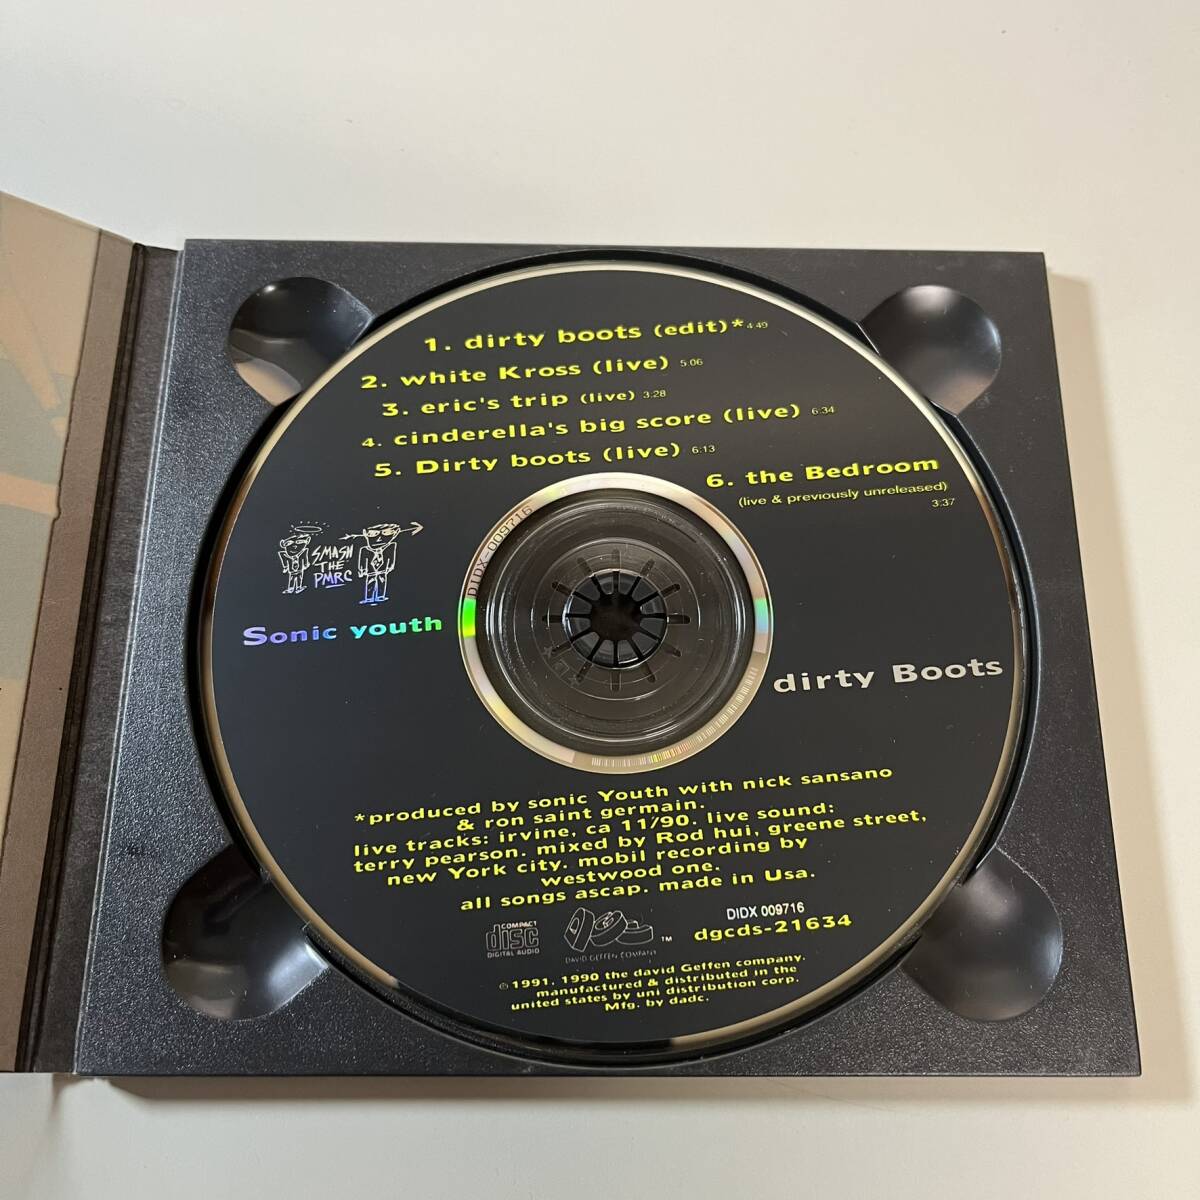 1. dirty boots (edit)* 4:49
2. white Kross (live) 5:06
3. eric's trip (live) 3:28
4. cinderella's big score (live) 6:34
5. Dirty boots (live) 6:13
6. the Bedroom
(live & previously unreleased)
3:37
SMASH
THE
PMRC
DIDX-009716
Sonic youth
dirty Boots
*produced by sonic Youth with nick sansano
& ron saint germain.
live tracks: irvine, ca 11/90. live sound:
terry pearson. mixed by Rod hui, greene street,
new York city. mobil recording by
westwood one.
all songs ascap. made in Usa.
COMPACT
disc
DIGITAL AUDIO
DAVID GEFFEN COMPANY
™
DIDX 009716
dgcds-21634
℗1991. 1990 the david Geffen company.
manufactured & distributed in the
united states by uni distribution corp.
Mfg. by dadc.